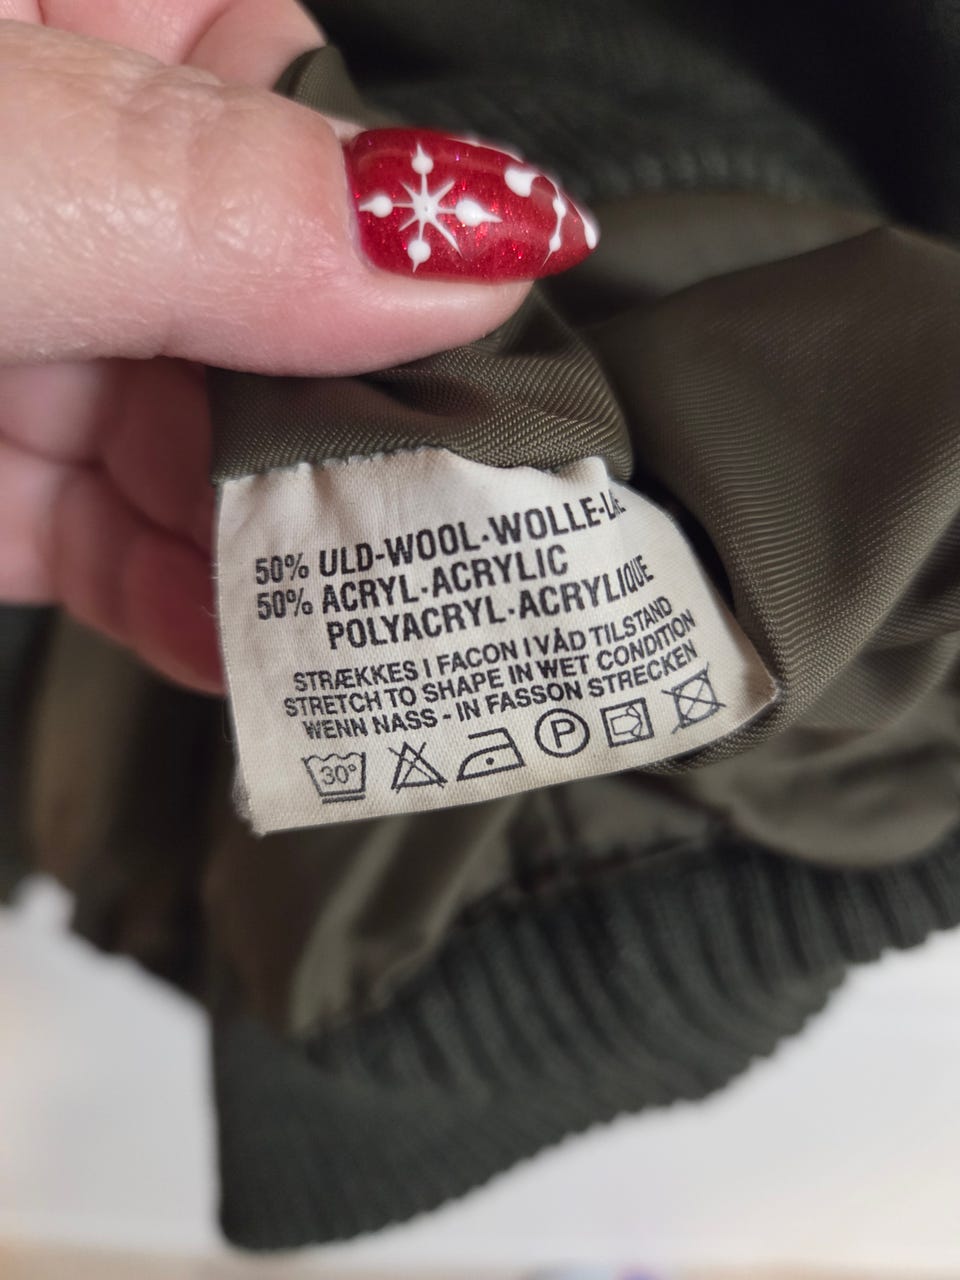 50% ULD-WOOL·WOLLE-
50% ACRYL·ACRYLIC
POLYACRYL·ACRYLIQUE
STRÆKKES I FACON I VÅD TILSTAND
STRETCH TO SHAPE IN WET CONDITION
WENN NASS - IN FASSON STRECKEN
30° P